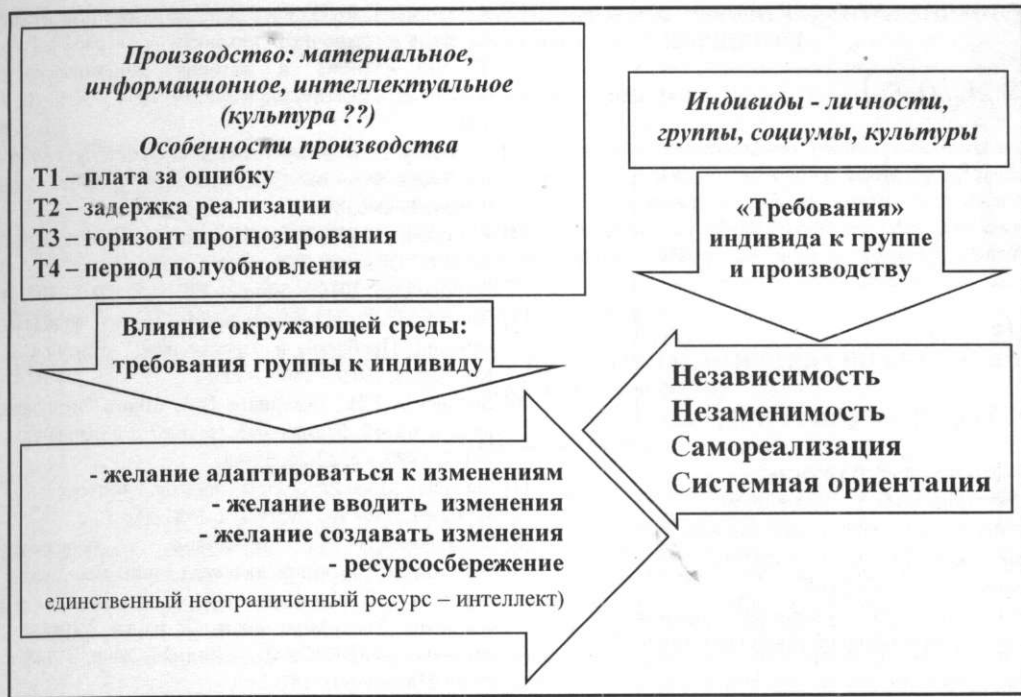 Производство: материальное,
информационное, интеллектуальное
(культура ??)
Особенности производства
Т1 – плата за ошибку
Т2 – задержка реализации
Т3 – горизонт прогнозирования
Т4 – период полуобновления
Влияние окружающей среды:
требования группы к индивиду
- желание адаптироваться к изменениям
- желание вводить изменения
- желание создавать изменения
- ресурсосбережение
единственный неограниченный ресурс – интеллект)
Индивиды - личности,
группы, социумы, культуры
«Требования»
индивида к группе
и производству
Независимость
Незаменимость
Самореализация
Системная ориентация